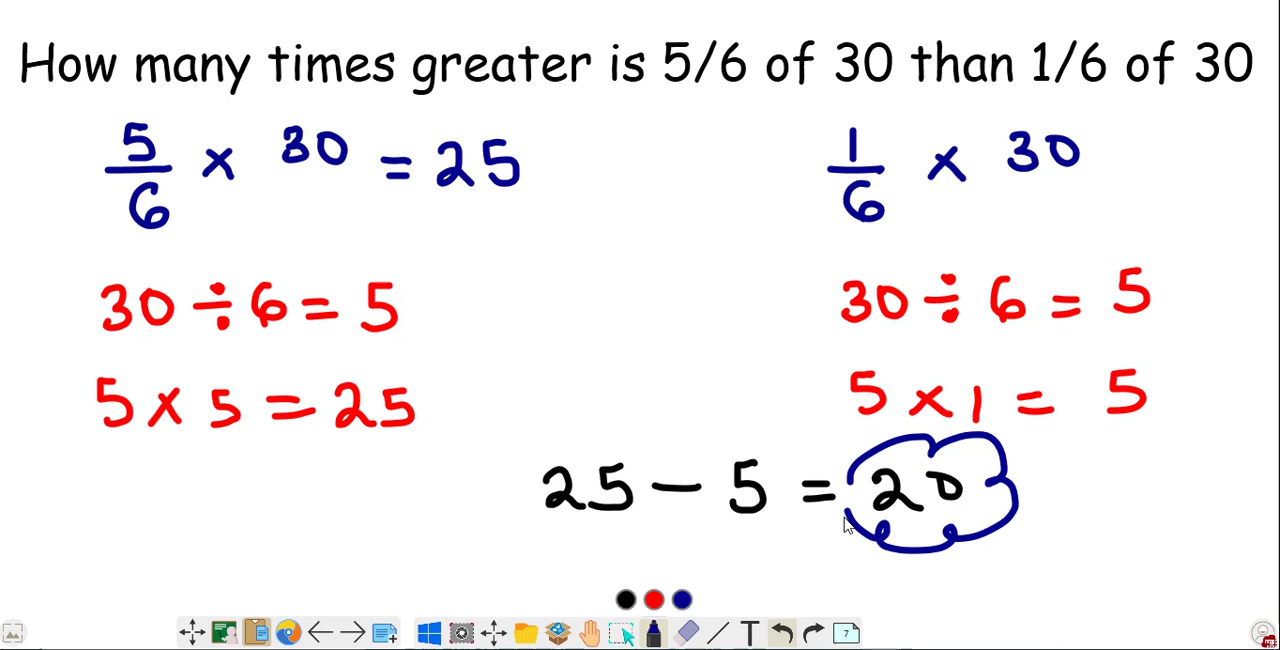 How many times greater is 5/6 of 30 than 1/6 of 30
5/6 × 30 = 25
1/6 × 30
30 ÷ 6 = 5
30 ÷ 6 = 5
5 × 5 = 25
5 × 1 = 5
25 − 5 = 20
T
7